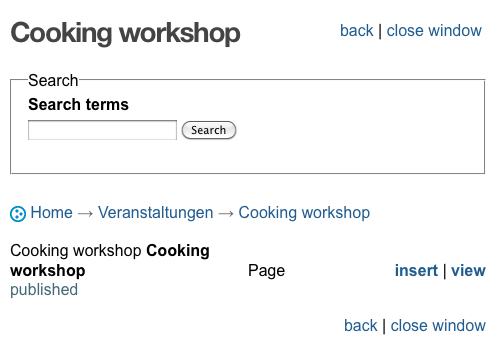 Cooking workshop
back | close window
Search
Search terms
Search
Home → Veranstaltungen → Cooking workshop
Cooking workshop Cooking
workshop
published
Page
insert | view
back | close window